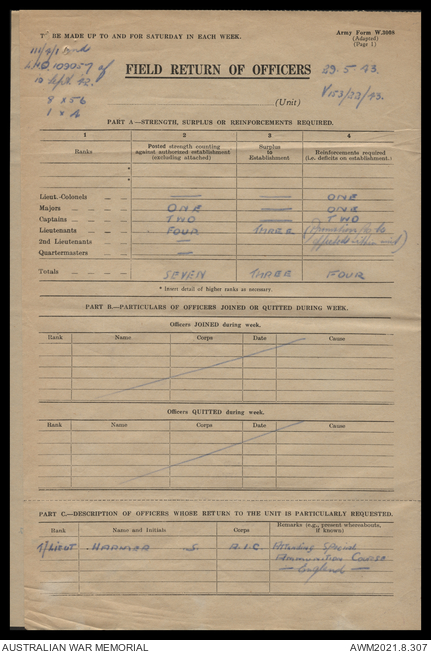 TO BE MADE UP TO AND FOR SATURDAY IN EACH WEEK.
Army Form W.3008
(Adapted)
(Page 1)
109057 of
10 Sept 42.
8 x 56
1 x 4
FIELD RETURN OF OFFICERS
29.5.43.
(Unit)
V153/22/43.
PART A—STRENGTH, SURPLUS OR REINFORCEMENTS REQUIRED.
1 2 3 4
Ranks Posted strength counting against authorized establishment (excluding attached) Surplus to Establishment Reinforcements required (i.e. deficits on establishment.)
*
*
Lieut.-Colonels — — ONE
Majors ONE — ONE
Captains TWO — TWO
Lieutenants FOUR THREE
2nd Lieutenants —
Quartermasters —
Totals SEVEN THREE FOUR
* Insert detail of higher ranks as necessary.
PART B.—PARTICULARS OF OFFICERS JOINED OR QUITTED DURING WEEK.
Officers JOINED during week.
Rank Name Corps Date Cause
Officers QUITTED during week.
Rank Name Corps Date Cause
PART C.—DESCRIPTION OF OFFICERS WHOSE RETURN TO THE UNIT IS PARTICULARLY REQUESTED.
Rank Name and Initials Corps Remarks (e.g., present whereabouts, if known)
S. A.I.C. Attending Special
Ammunition Course
— England —
AUSTRALIAN WAR MEMORIAL
AWM2021.8.307